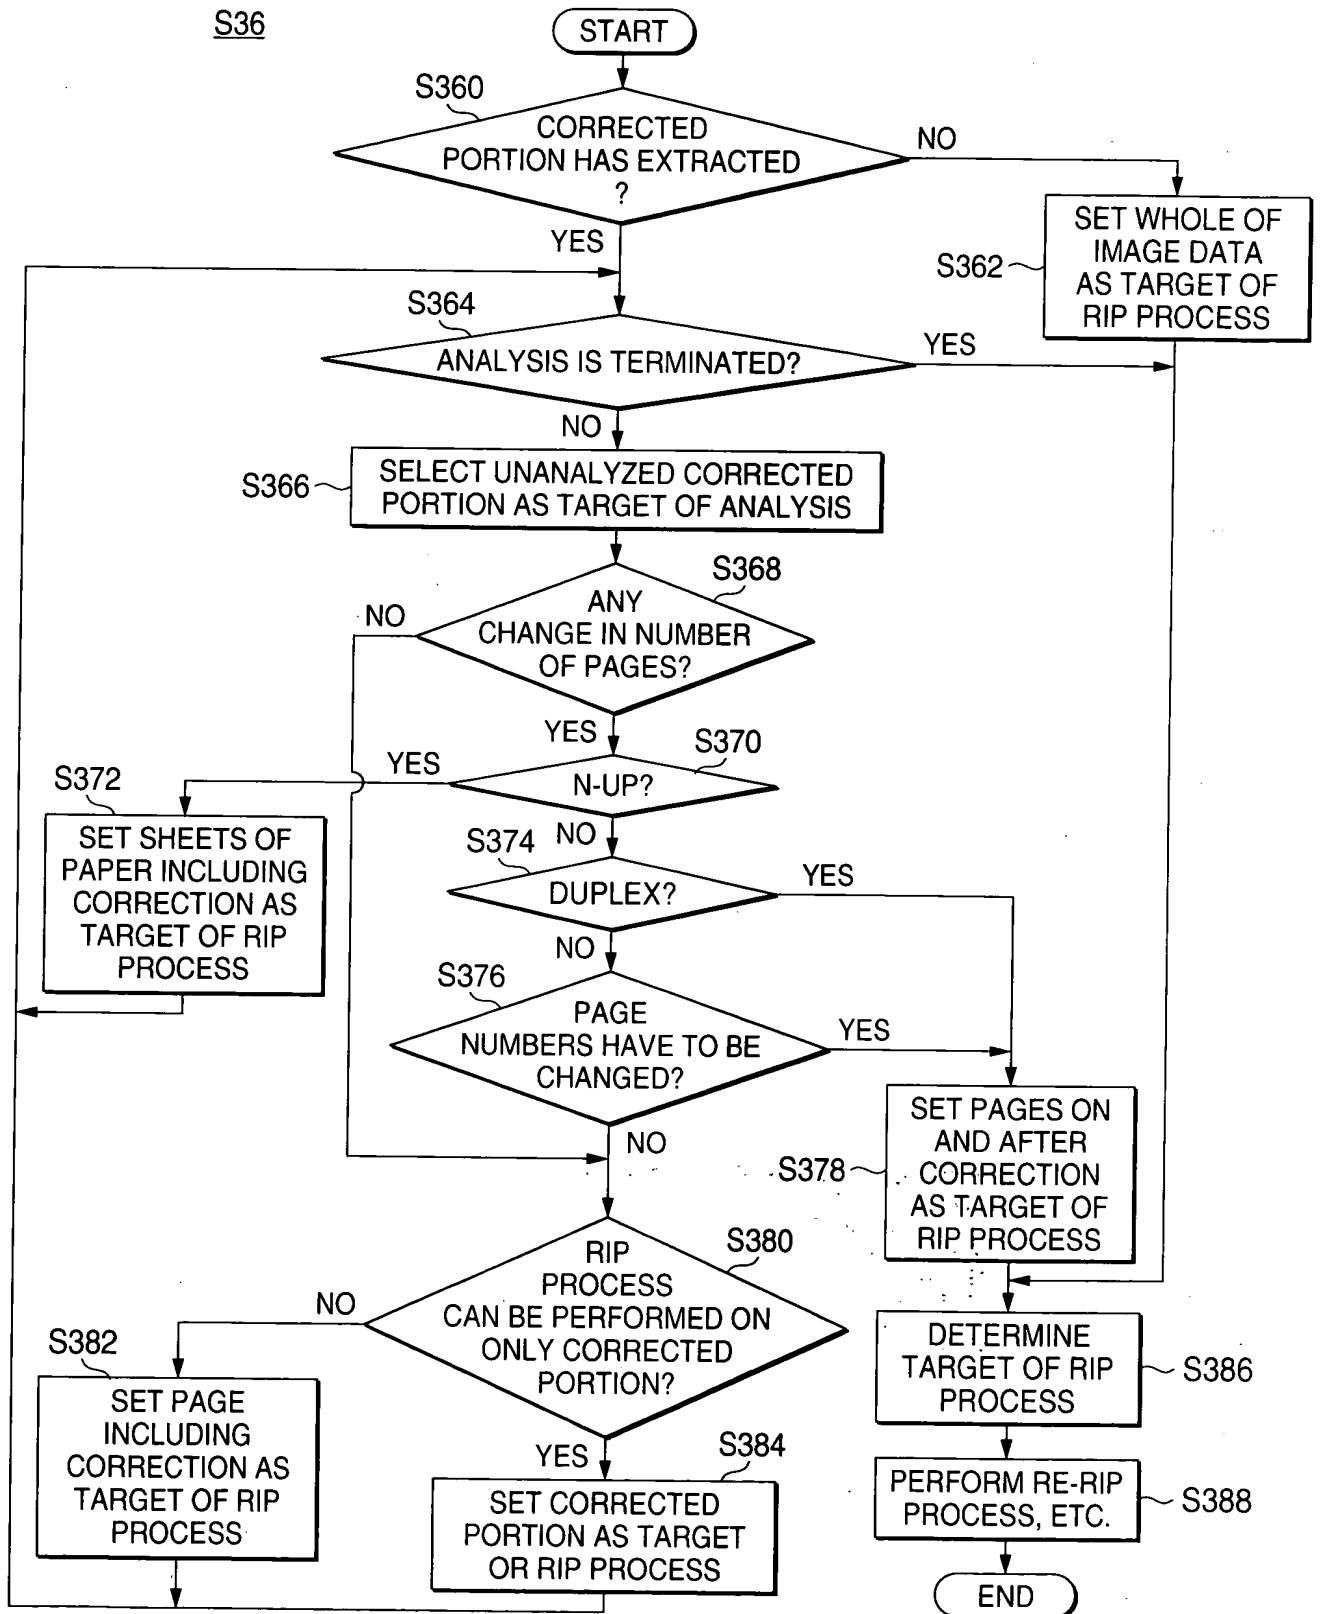 S36
START
S360
CORRECTED
PORTION HAS EXTRACTED
?
NO
YES
SET WHOLE OF
IMAGE DATA
AS TARGET OF
RIP PROCESS
S362
S364
ANALYSIS IS TERMINATED?
YES
NO
S366
SELECT UNANALYZED CORRECTED
PORTION AS TARGET OF ANALYSIS
S368
ANY
CHANGE IN NUMBER
OF PAGES?
NO
YES
S370
N-UP?
YES
NO
S372
SET SHEETS OF
PAPER INCLUDING
CORRECTION AS
TARGET OF RIP
PROCESS
S374
DUPLEX?
YES
NO
S376
PAGE
NUMBERS HAVE TO BE
CHANGED?
YES
NO
S378
SET PAGES ON
AND AFTER
CORRECTION
AS TARGET OF
RIP PROCESS
S380
RIP
PROCESS
CAN BE PERFORMED ON
ONLY CORRECTED
PORTION?
NO
YES
S382
SET PAGE
INCLUDING
CORRECTION AS
TARGET OF RIP
PROCESS
S384
SET CORRECTED
PORTION AS TARGET
OR RIP PROCESS
DETERMINE
TARGET OF RIP
PROCESS
S386
PERFORM RE-RIP
PROCESS, ETC.
S388
END